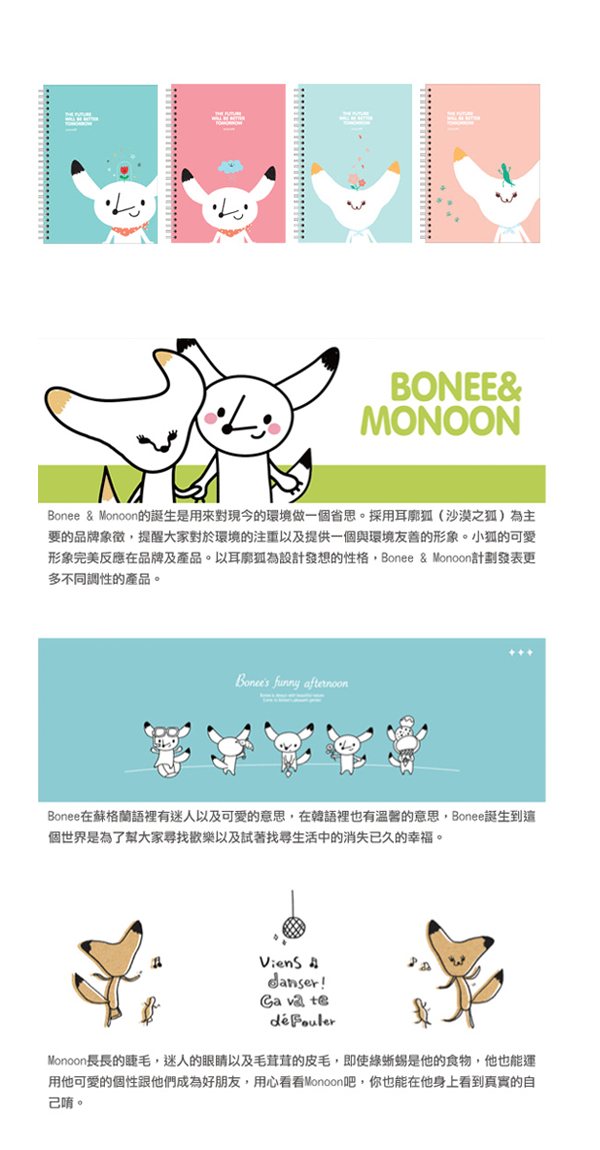 THE FUTURE
WILL BE BETTER
TOMORROW
THE FUTURE
WILL BE BETTER
TOMORROW
THE FUTURE
WILL BE BETTER
TOMORROW
THE FUTURE
WILL BE BETTER
TOMORROW
BONEE&
MONOON
Bonee & Monoon的誕生是用來對現今的環境做一個省思。採用耳廓狐（沙漠之狐）為主
要的品牌象徵，提醒大家對於環境的注重以及提供一個與環境友善的形象。小狐的可愛
形象完美反應在品牌及產品。以耳廓狐為設計發想的性格，Bonee & Monoon計劃發表更
多不同調性的產品。
Bonee's funny afternoon
Bonee在蘇格蘭語裡有迷人以及可愛的意思，在韓語裡也有溫馨的意思，Bonee誕生到這
個世界是為了幫大家尋找歡樂以及試著找尋生活中的消失已久的幸福。
Viens
danser!
Ca va te
défouler
Monoon長長的睫毛，迷人的眼睛以及毛茸茸的皮毛，即使綠蜥蜴是他的食物，他也能運
用他可愛的個性跟他們成為好朋友，用心看看Monoon吧，你也能在他身上看到真實的自
己唷。